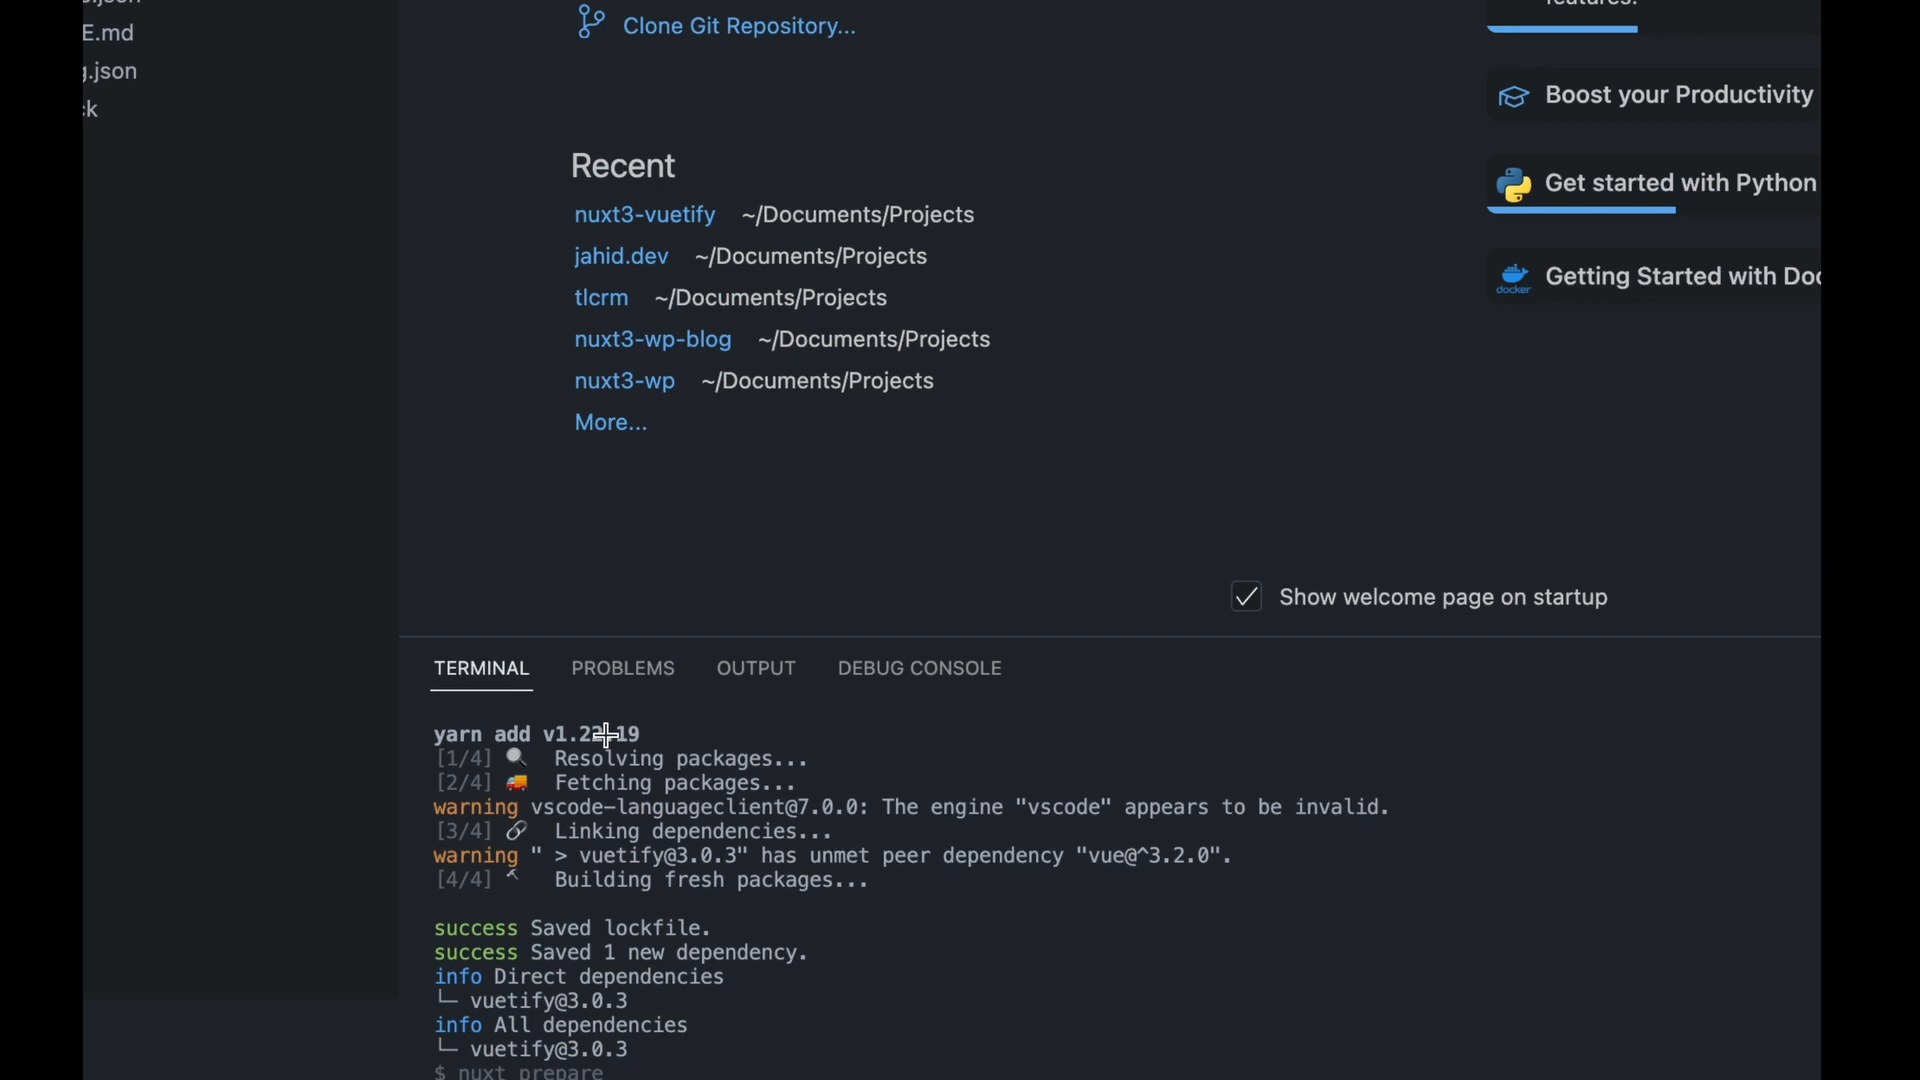 E.md
.json
Clone Git Repository...
Boost your Productivity
Get started with Python
docker
Getting Started with
Recent
nuxt3-vuetify ~/Documents/Projects
jahid.dev ~/Documents/Projects
tlcrm ~/Documents/Projects
nuxt3-wp-blog ~/Documents/Projects
nuxt3-wp ~/Documents/Projects
More...
Show welcome page on startup
TERMINAL PROBLEMS OUTPUT DEBUG CONSOLE
yarn add v1.22.19
[1/4] 🔍 Resolving packages...
[2/4] 🚚 Fetching packages...
warning vscode-languageclient@7.0.0: The engine "vscode" appears to be invalid.
[3/4] 🔗 Linking dependencies...
warning " > vuetify@3.0.3" has unmet peer dependency "vue@^3.2.0".
[4/4] 🔨 Building fresh packages...
success Saved lockfile.
success Saved 1 new dependency.
info Direct dependencies
└─ vuetify@3.0.3
info All dependencies
└─ vuetify@3.0.3
$ nuxt prepare